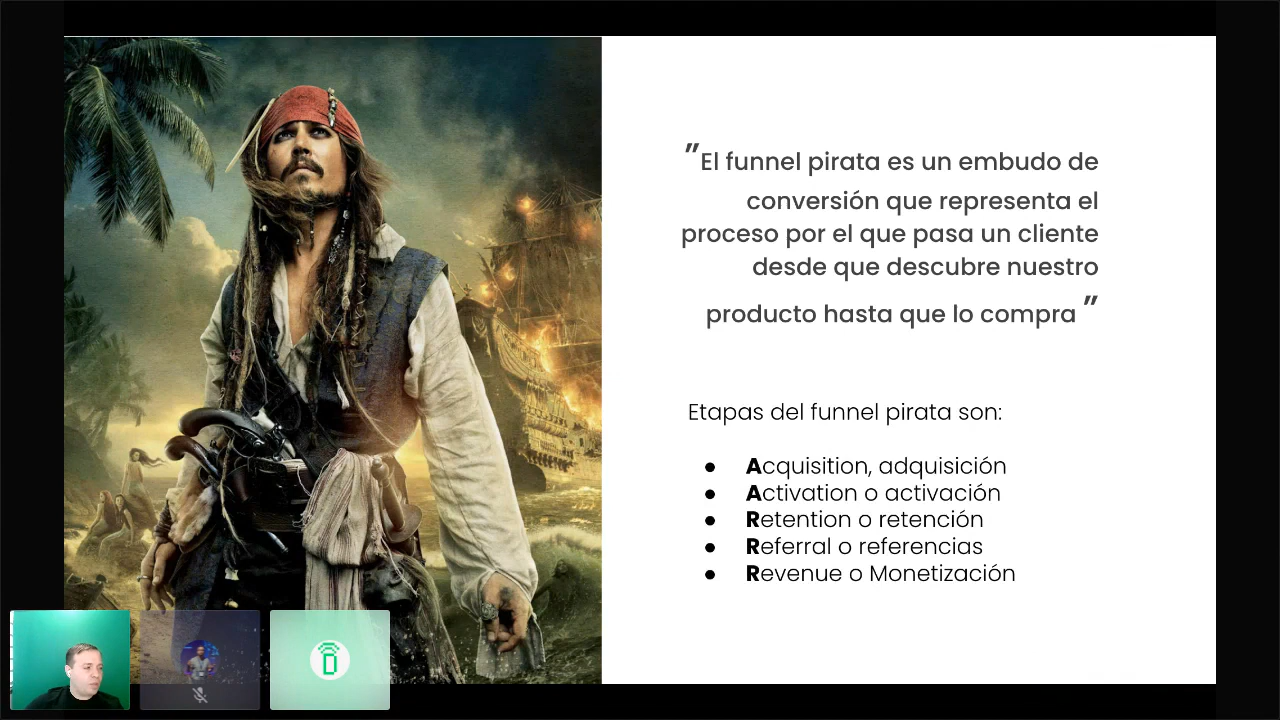 "El funnel pirata es un embudo de
conversión que representa el
proceso por el que pasa un cliente
desde que descubre nuestro
producto hasta que lo compra"
Etapas del funnel pirata son:
● Acquisition, adquisición
● Activation o activación
● Retention o retención
● Referral o referencias
● Revenue o Monetización